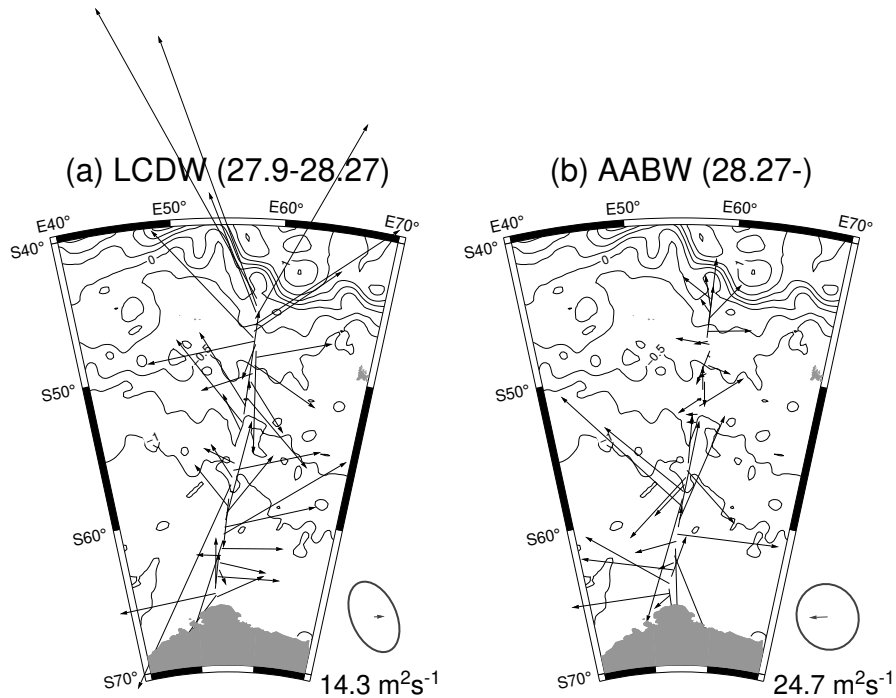 (a) LCDW (27.9-28.27)
E40° E50° E60° E70°
S40°
0
-0.5
-1
S50°
S60°
S70°
14.3 m²s⁻¹
(b) AABW (28.27-)
E40° E50° E60° E70°
S40°
-0.5
S50°
S60°
S70°
24.7 m²s⁻¹